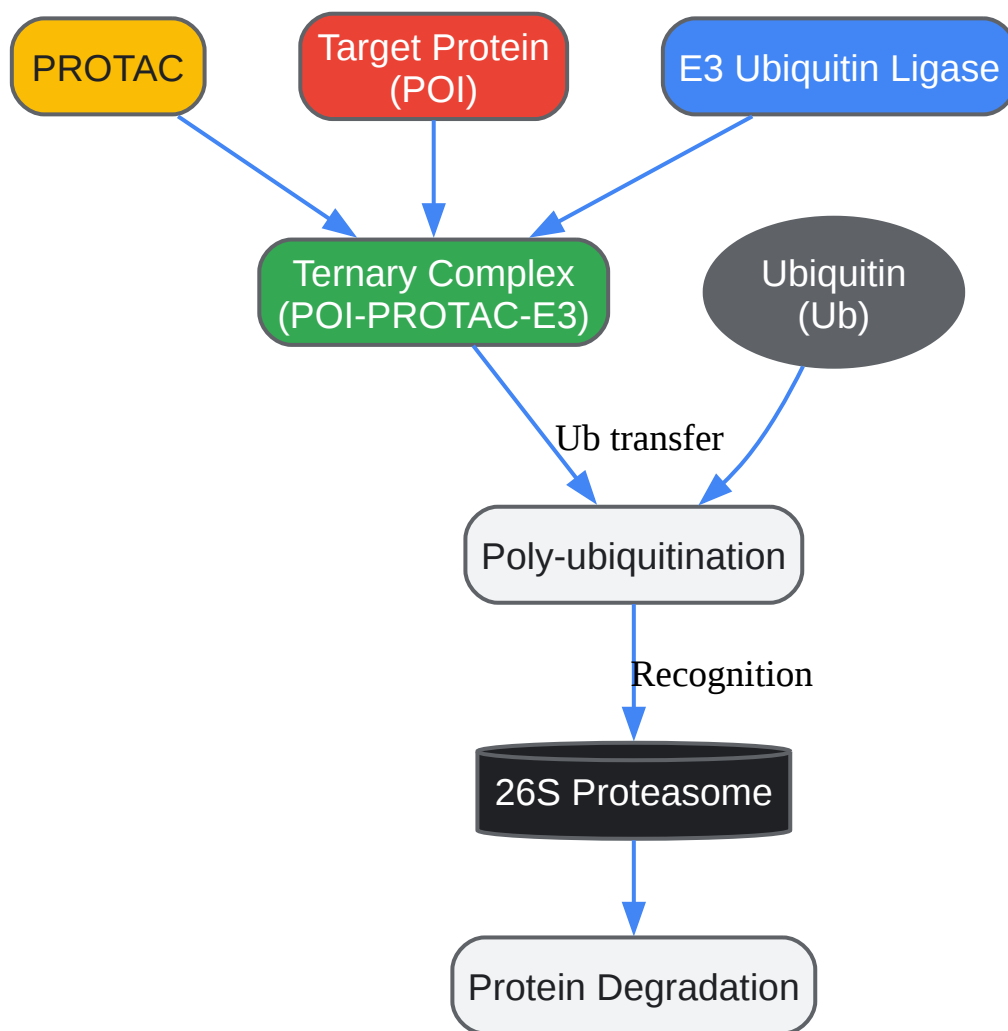 PROTAC
Target Protein
(POI)
E3 Ubiquitin Ligase
Ternary Complex
(POI-PROTAC-E3)
Ubiquitin
(Ub)
Ub transfer
Poly-ubiquitination
Recognition
26S Proteasome
Protein Degradation